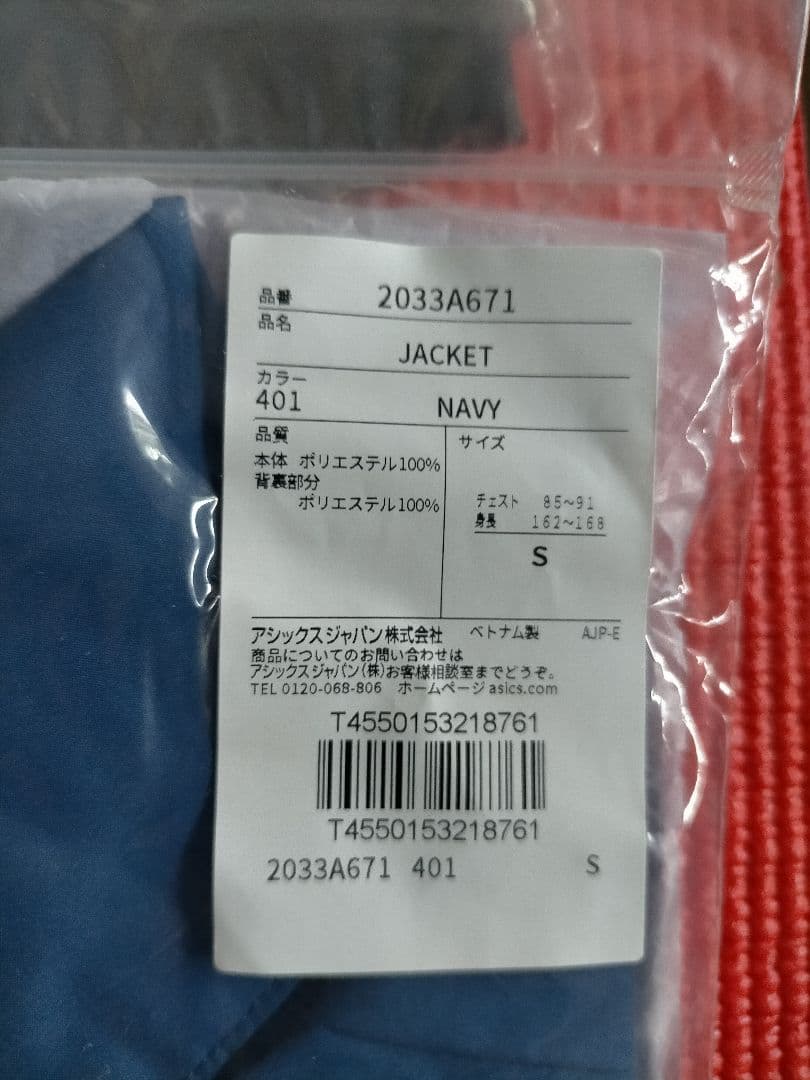 品番 2033A671
品名
JACKET
カラー
401 NAVY
品質
本体 ポリエステル100%
背裏部分
ポリエステル100%
サイズ
チェスト 85~91
身長 162~168
S
アシックスジャパン株式会社 ベトナム製 AJP-E
商品についてのお問い合わせは
アシックスジャパン(株)お客様相談室までどうぞ。
TEL 0120-068-806 ホームページ asics.com
T4550153218761
T4550153218761
2033A671 401 S